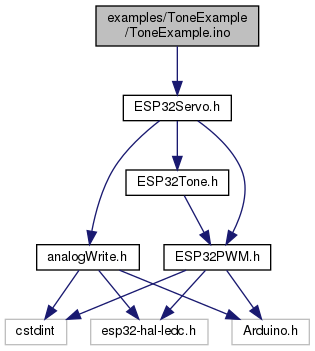 examples/ToneExample
/ToneExample.ino
ESP32Servo.h
ESP32Tone.h
analogWrite.h
ESP32PWM.h
cstdint
esp32-hal-ledc.h
Arduino.h